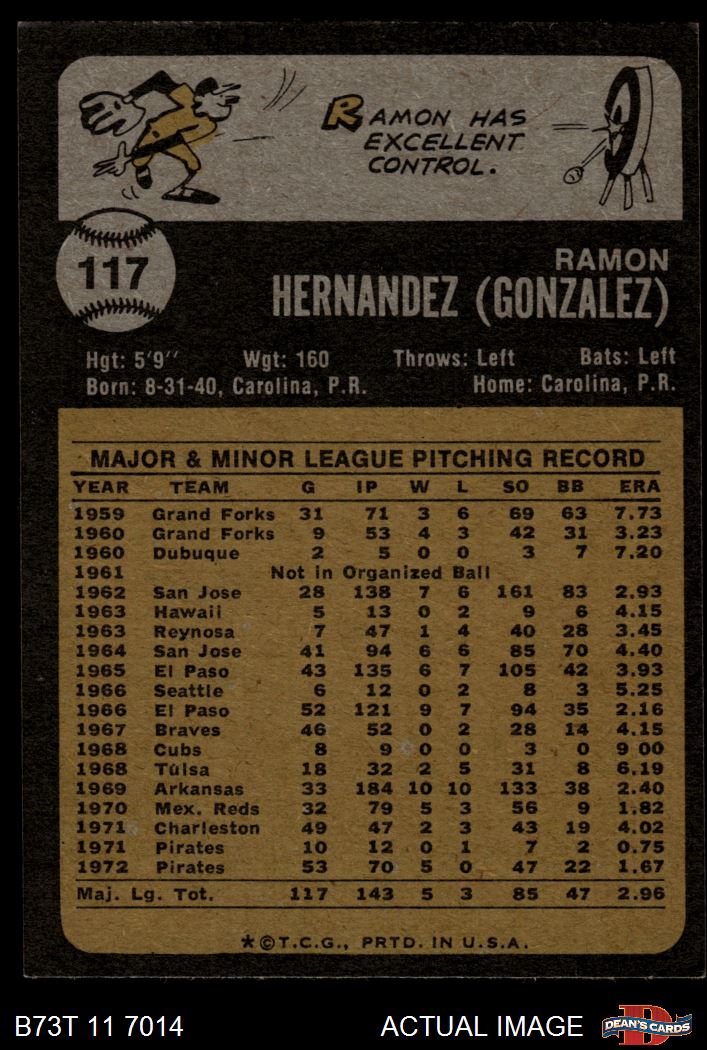 RAMON HAS
EXCELLENT
CONTROL.
117
RAMON
HERNANDEZ (GONZALEZ)
Hgt: 5'9" Wgt: 160 Throws: Left Bats: Left
Born: 8-31-40, Carolina, P.R. Home: Carolina, P.R.
MAJOR & MINOR LEAGUE PITCHING RECORD
YEAR TEAM G IP W L SO BB ERA
1959 Grand Forks 31 71 3 6 69 63 7.73
1960 Grand Forks 9 53 4 3 42 31 3.23
1960 Dubuque 2 5 0 0 3 7 7.20
1961 Not in Organized Ball
1962 San Jose 28 138 7 6 161 83 2.93
1963 Hawaii 5 13 0 2 9 6 4.15
1963 Reynosa 7 47 1 4 40 28 3.45
1964 San Jose 41 94 6 6 85 70 4.40
1965 El Paso 43 135 6 7 105 42 3.93
1966 Seattle 6 12 0 2 8 3 5.25
1966 El Paso 52 121 9 7 94 35 2.16
1967 Braves 46 52 0 2 28 14 4.15
1968 Cubs 8 9 0 0 3 0 9 00
1968 Tulsa 18 32 2 5 31 8 6.19
1969 Arkansas 33 184 10 10 133 38 2.40
1970 Mex. Reds 32 79 5 3 56 9 1.82
1971 Charleston 49 47 2 3 43 19 4.02
1971 Pirates 10 12 0 1 7 2 0.75
1972 Pirates 53 70 5 0 47 22 1.67
Maj. Lg. Tot. 117 143 5 3 85 47 2.96
*©T.C.G., PRTD. IN U.S.A.
B73T 11 7014 ACTUAL IMAGE DEAN'S CARDS